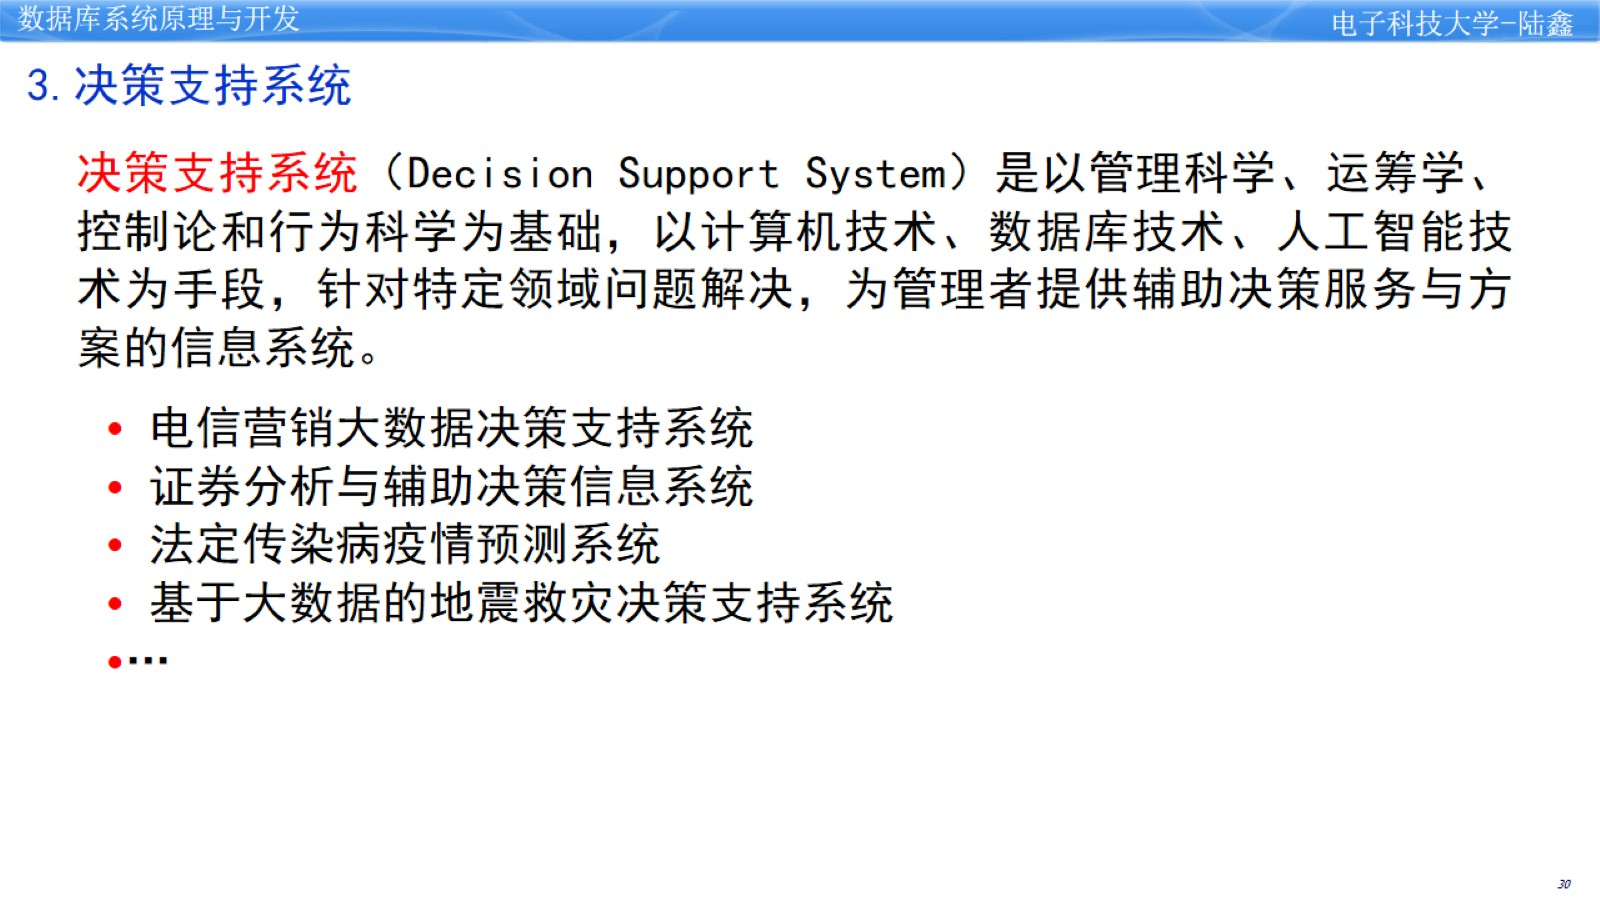 数据库系统原理与开发
电子科技大学-陆鑫
3. 决策支持系统
决策支持系统（Decision Support System）是以管理科学、运筹学、
控制论和行为科学为基础，以计算机技术、数据库技术、人工智能技
术为手段，针对特定领域问题解决，为管理者提供辅助决策服务与方
案的信息系统。
• 电信营销大数据决策支持系统
• 证券分析与辅助决策信息系统
• 法定传染病疫情预测系统
• 基于大数据的地震救灾决策支持系统
•…
30